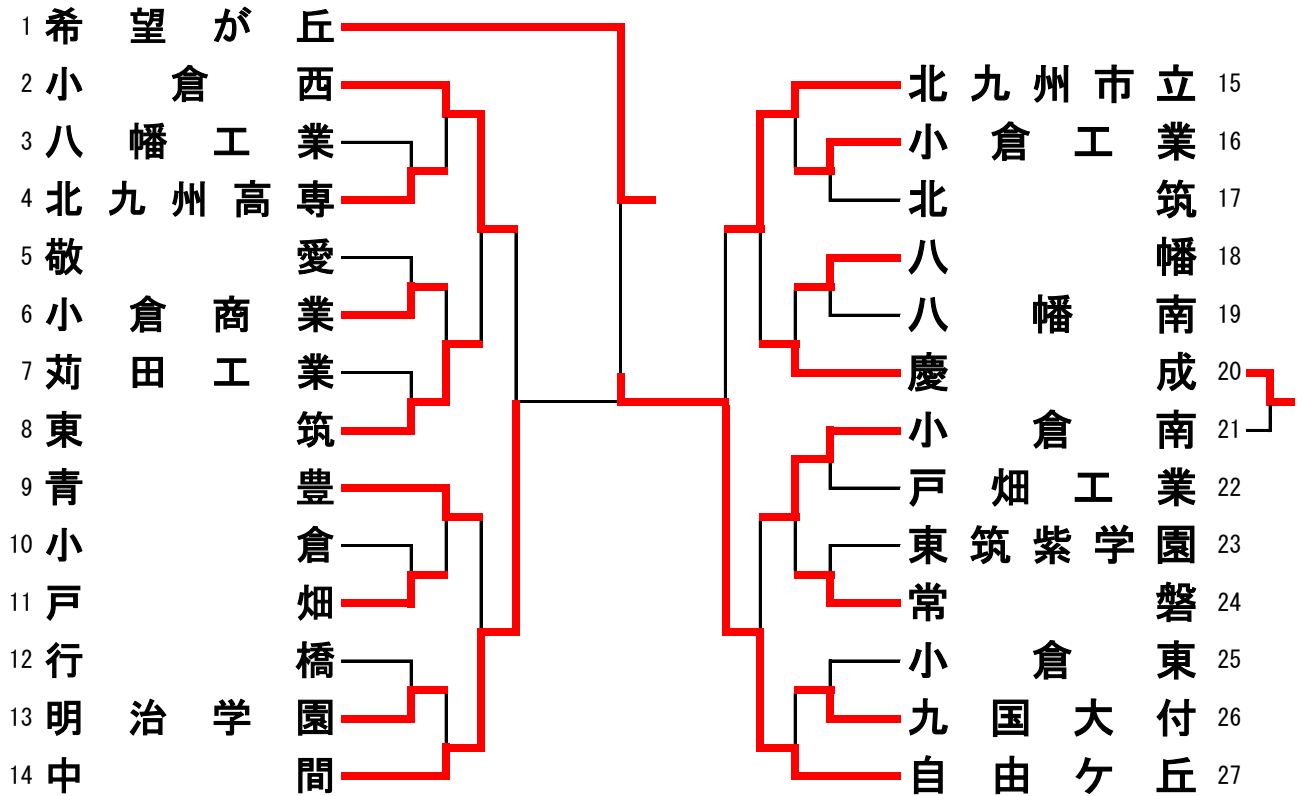 1 希望が丘
2 小倉西
3 八幡工業
4 北九州高専
5 敬愛
6 小倉商業
7 苅田工業
8 東筑
9 青豊
10 小倉
11 戸畑
12 行橋
13 明治学園
14 中間
北九州市立 15
小倉工業 16
北筑 17
八幡 18
八幡南 19
慶成 20
小倉南 21
戸畑工業 22
東筑紫学園 23
常磐 24
小倉東 25
九国大付 26
自由ケ丘 27